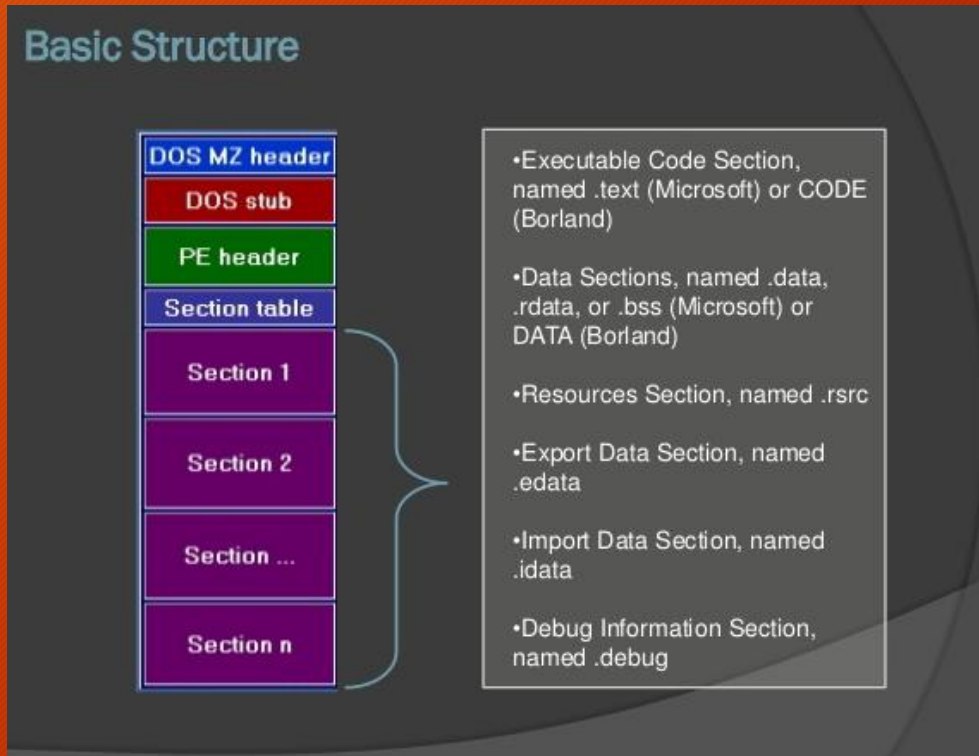 Basic Structure
DOS MZ header
DOS stub
PE header
Section table
Section 1
Section 2
Section ...
Section n
•Executable Code Section,
named .text (Microsoft) or CODE
(Borland)
•Data Sections, named .data,
.rdata, or .bss (Microsoft) or
DATA (Borland)
•Resources Section, named .rsrc
•Export Data Section, named
.edata
•Import Data Section, named
.idata
•Debug Information Section,
named .debug